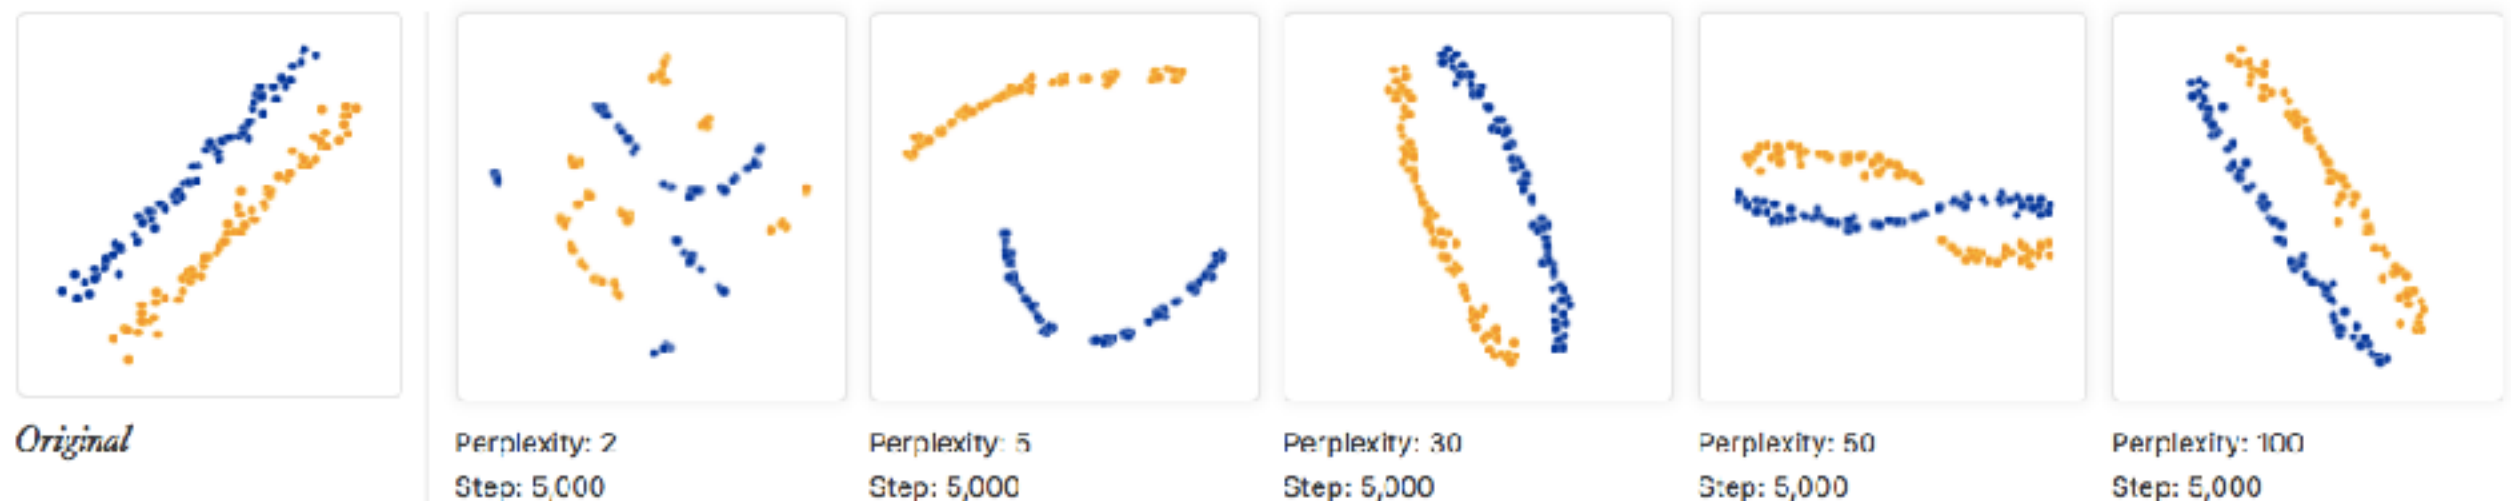 Original
Perplexity: 2
Step: 5,000
Perplexity: 5
Step: 5,000
Perplexity: 30
Step: 5,000
Perplexity: 50
Step: 5,000
Perplexity: 100
Step: 5,000